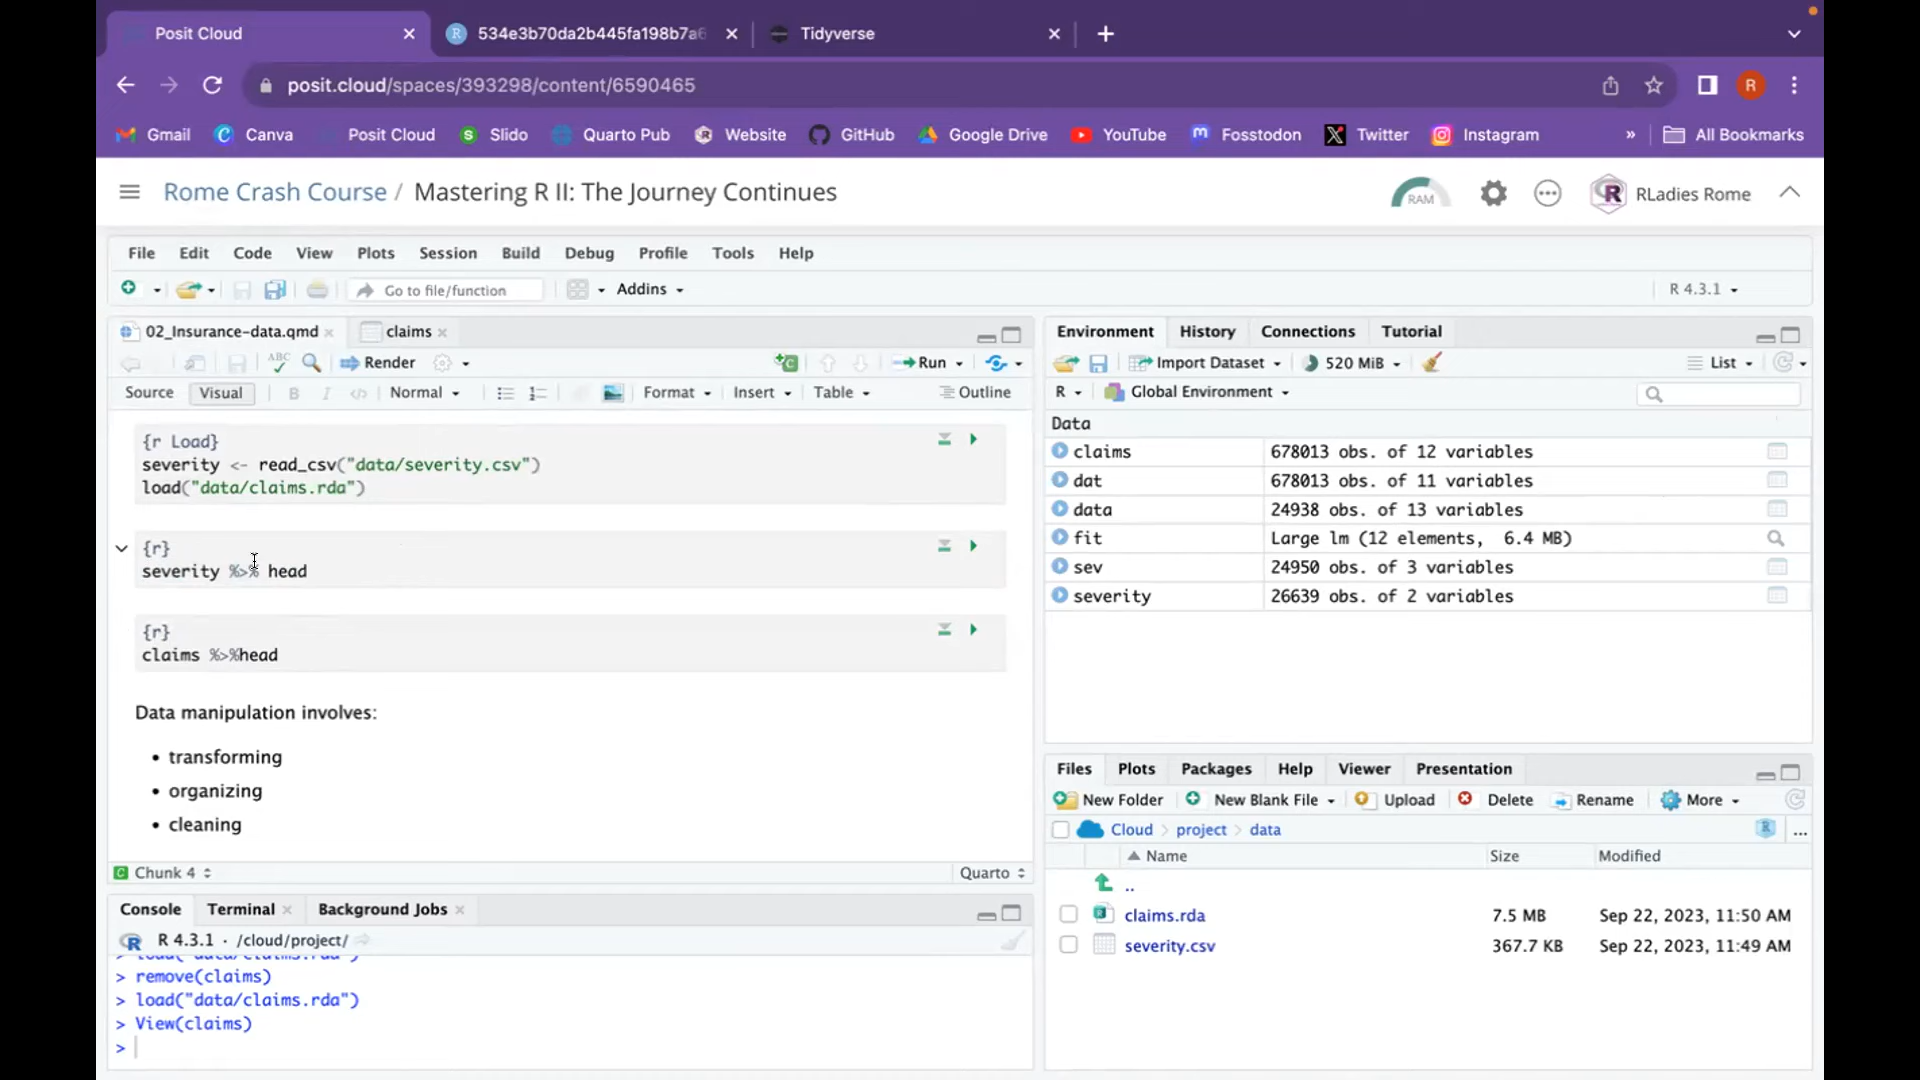 Posit Cloud
534e3b70da2b445fa198b7a6
Tidyverse
posit.cloud/spaces/393298/content/6590465
R
Gmail
Canva
Posit Cloud
Slido
Quarto Pub
Website
GitHub
Google Drive
YouTube
Fosstodon
Twitter
Instagram
»
All Bookmarks
Rome Crash Course / Mastering R II: The Journey Continues
RAM
RLadies Rome
File Edit Code View Plots Session Build Debug Profile Tools Help
Go to file/function
Addins
R 4.3.1
02_Insurance-data.qmd
claims
Render
Run
Source Visual
B I
Normal
Format
Insert
Table
Outline
{r Load}
severity <- read_csv("data/severity.csv")
load("data/claims.rda")
{r}
severity %>% head
{r}
claims %>%head
Data manipulation involves:
• transforming
• organizing
• cleaning
Chunk 4
Quarto
Console Terminal Background Jobs
R 4.3.1 · /cloud/project/
> load("data/claims.rda")
> remove(claims)
> load("data/claims.rda")
> View(claims)
>
Environment History Connections Tutorial
Import Dataset
520 MiB
List
R
Global Environment
Data
claims 678013 obs. of 12 variables
dat 678013 obs. of 11 variables
data 24938 obs. of 13 variables
fit Large lm (12 elements, 6.4 MB)
sev 24950 obs. of 3 variables
severity 26639 obs. of 2 variables
Files Plots Packages Help Viewer Presentation
New Folder
New Blank File
Upload
Delete
Rename
More
Cloud > project > data
...
Name Size Modified
..
claims.rda 7.5 MB Sep 22, 2023, 11:50 AM
severity.csv 367.7 KB Sep 22, 2023, 11:49 AM